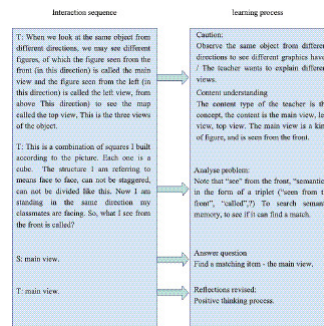 Interaction sequence
learning process
T: When we look at the same object from
different directions, we may see different
figures, of which the figure seen from the
front (in this direction) is called the main
view and the figure seen from the left (in
this direction) is called the left view, from
above This direction) to see the map
called the top view. This is the three views
of the object.
T: This is a combination of squares I built
according to the picture. Each one is a
cube. The structure I am referring to
means face to face, can not be staggered,
can not be divided like this. Now I am
standing in the same direction my
classmates are facing. So, what I see from
the front is called?
S: main view.
T: main view.
Caution:
Observe the same object from differen
directions to see different graphics have
/ The teacher wants to explain differen
views.
Content understanding
The content type of the teacher is th
concept, the content is the main view, le
view, top view. The main view is a kin
of figure, and is seen from the front.
Analyse problem:
Note that "see" from the front, "semantic
in the form of a triplet ("seen from t
front", "called",?) To search semant
memory, to see if it can find a match.
Answer question
Find a matching item - the main view.
Reflections revised:
Positive thinking process.